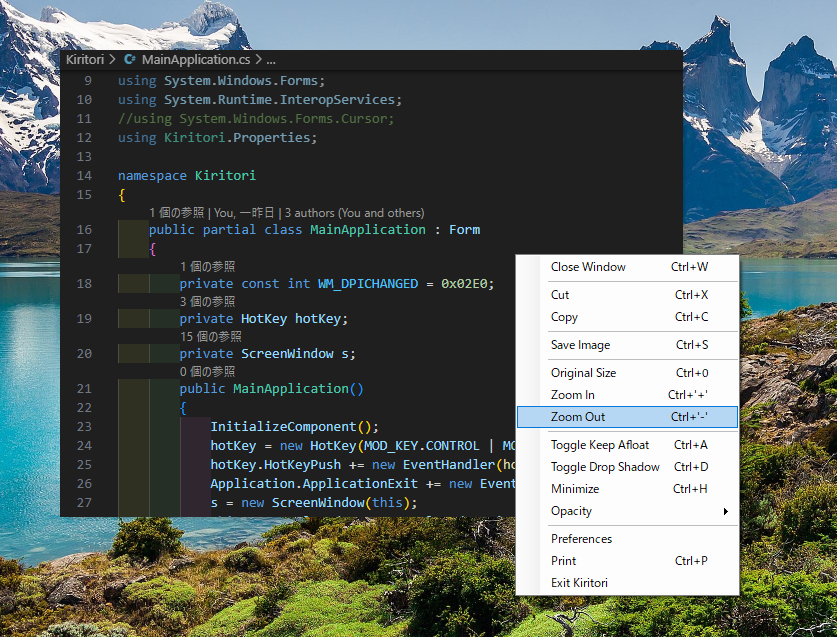 Kiritori > C# MainApplication.cs > ...
9 using System.Windows.Forms;
10 using System.Runtime.InteropServices;
11 //using System.Windows.Forms.Cursor;
12 using Kiritori.Properties;
13
14 namespace Kiritori
15 {
1 個の参照 | You, 一昨日 | 3 authors (You and others)
16 public partial class MainApplication : Form
17 {
1 個の参照
18 private const int WM_DPICHANGED = 0x02E0;
3 個の参照
19 private HotKey hotKey;
15 個の参照
20 private ScreenWindow s;
0 個の参照
21 public MainApplication()
22 {
23 InitializeComponent();
24 hotKey = new HotKey(MOD_KEY.CONTROL |
25 hotKey.HotKeyPush += new EventHandler(
26 Application.ApplicationExit += new Event
27 s = new ScreenWindow(this);
Close Window Ctrl+W
Cut Ctrl+X
Copy Ctrl+C
Save Image Ctrl+S
Original Size Ctrl+0
Zoom In Ctrl+'+'
Zoom Out Ctrl+'-'
Toggle Keep Afloat Ctrl+A
Toggle Drop Shadow Ctrl+D
Minimize Ctrl+H
Opacity
Preferences
Print Ctrl+P
Exit Kiritori